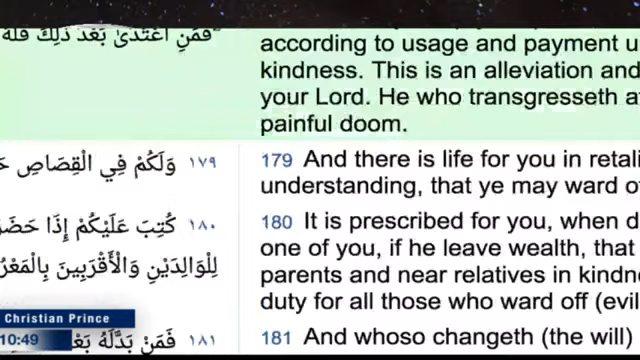 فَمَنِ اعْتَدَىٰ بَعْدَ ذَٰلِكَ فَلَهُ
according to usage and payment u
kindness. This is an alleviation and
your Lord. He who transgresseth a
painful doom.
١٧٩ وَلَكُمْ فِي الْقِصَاصِ
179 And there is life for you in retali
understanding, that ye may ward o
١٨٠ كُتِبَ عَلَيْكُمْ إِذَا حَضَرَ
لِلْوَالِدَيْنِ وَالْأَقْرَبِينَ بِالْمَعْرُ
180 It is prescribed for you, when d
one of you, if he leave wealth, that
parents and near relatives in kindn
duty for all those who ward off (evil
١٨١ فَمَن بَدَّلَهُ
181 And whoso changeth (the will)
Christian Prince
10:49